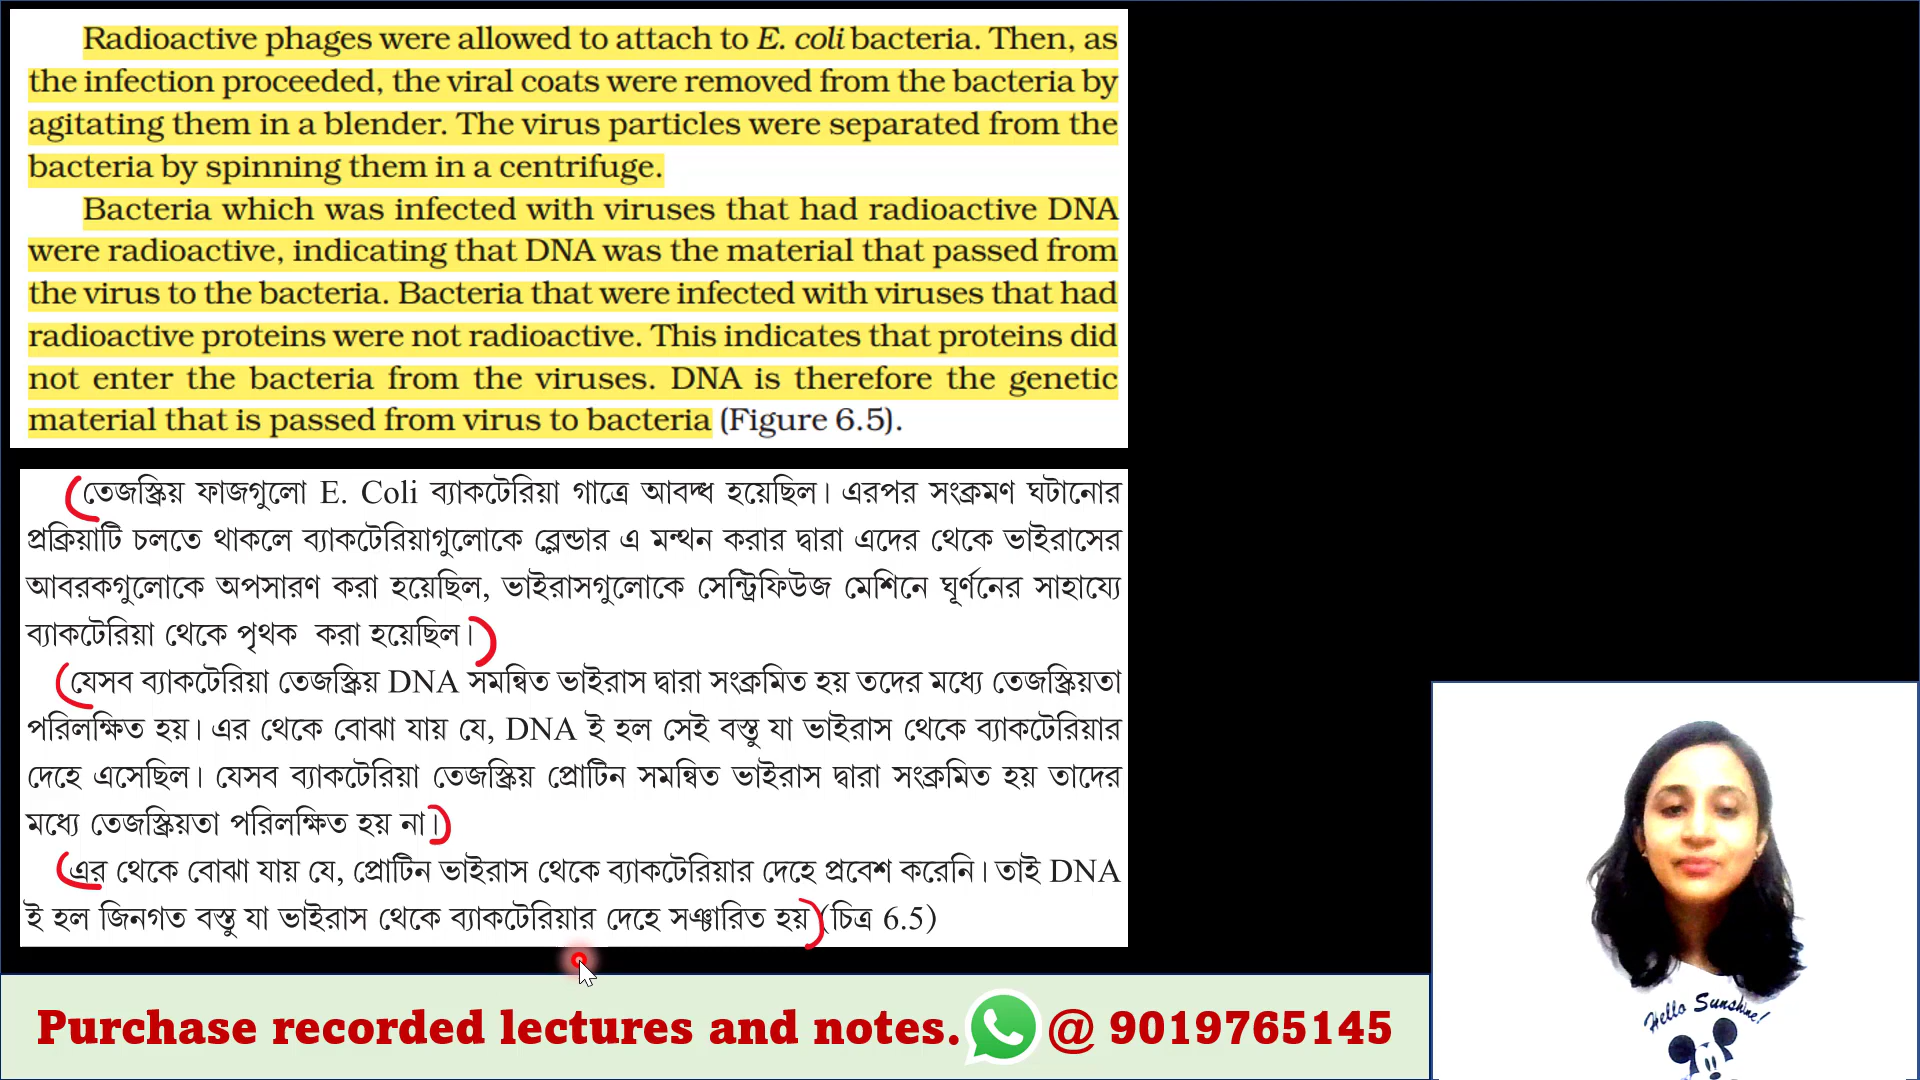 Radioactive phages were allowed to attach to E. coli bacteria. Then, as
the infection proceeded, the viral coats were removed from the bacteria by
agitating them in a blender. The virus particles were separated from the
bacteria by spinning them in a centrifuge.
Bacteria which was infected with viruses that had radioactive DNA
were radioactive, indicating that DNA was the material that passed from
the virus to the bacteria. Bacteria that were infected with viruses that had
radioactive proteins were not radioactive. This indicates that proteins did
not enter the bacteria from the viruses. DNA is therefore the genetic
material that is passed from virus to bacteria (Figure 6.5).
তেজস্ক্রিয় ফাজগুলো E. Coli ব্যাকটেরিয়া গাত্রে আবদ্ধ হয়েছিল। এরপর সংক্রমণ ঘটানোর
প্রক্রিয়াটি চলতে থাকলে ব্যাকটেরিয়াগুলোকে ব্লেন্ডার এ মন্থন করার দ্বারা এদের থেকে ভাইরাসের
আবরকগুলোকে অপসারণ করা হয়েছিল, ভাইরাসগুলোকে সেন্ট্রিফিউজ মেশিনে ঘূর্ণনের সাহায্যে
ব্যাকটেরিয়া থেকে পৃথক করা হয়েছিল।
যেসব ব্যাকটেরিয়া তেজস্ক্রিয় DNA সমন্বিত ভাইরাস দ্বারা সংক্রমিত হয় তদের মধ্যে তেজস্ক্রিয়তা
পরিলক্ষিত হয়। এর থেকে বোঝা যায় যে, DNA ই হল সেই বস্তু যা ভাইরাস থেকে ব্যাকটেরিয়ার
দেহে এসেছিল। যেসব ব্যাকটেরিয়া তেজস্ক্রিয় প্রোটিন সমন্বিত ভাইরাস দ্বারা সংক্রমিত হয় তাদের
মধ্যে তেজস্ক্রিয়তা পরিলক্ষিত হয় না।
এর থেকে বোঝা যায় যে, প্রোটিন ভাইরাস থেকে ব্যাকটেরিয়ার দেহে প্রবেশ করেনি। তাই DNA
ই হল জিনগত বস্তু যা ভাইরাস থেকে ব্যাকটেরিয়ার দেহে সঞ্চারিত হয় (চিত্র 6.5)
Hello Sunshine!
Purchase recorded lectures and notes. @ 9019765145